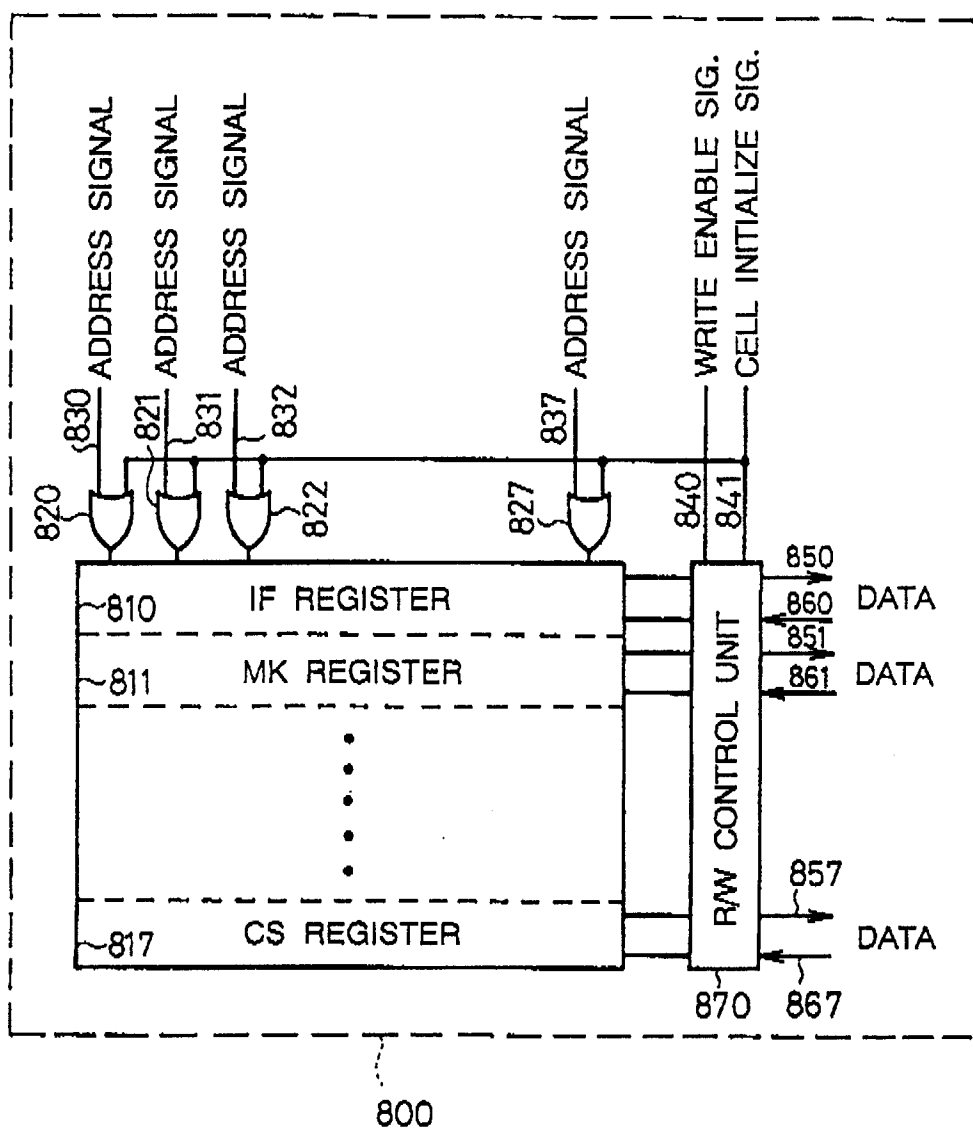 ADDRESS SIGNAL
ADDRESS SIGNAL
ADDRESS SIGNAL
ADDRESS SIGNAL
WRITE ENABLE SIG.
CELL INITIALIZE SIG.
830
821
831
832
837
820
822
827
840
841
IF REGISTER
810
MK REGISTER
811
CS REGISTER
817
R/W CONTROL UNIT
870
850
DATA
860
851
DATA
861
857
DATA
867
800